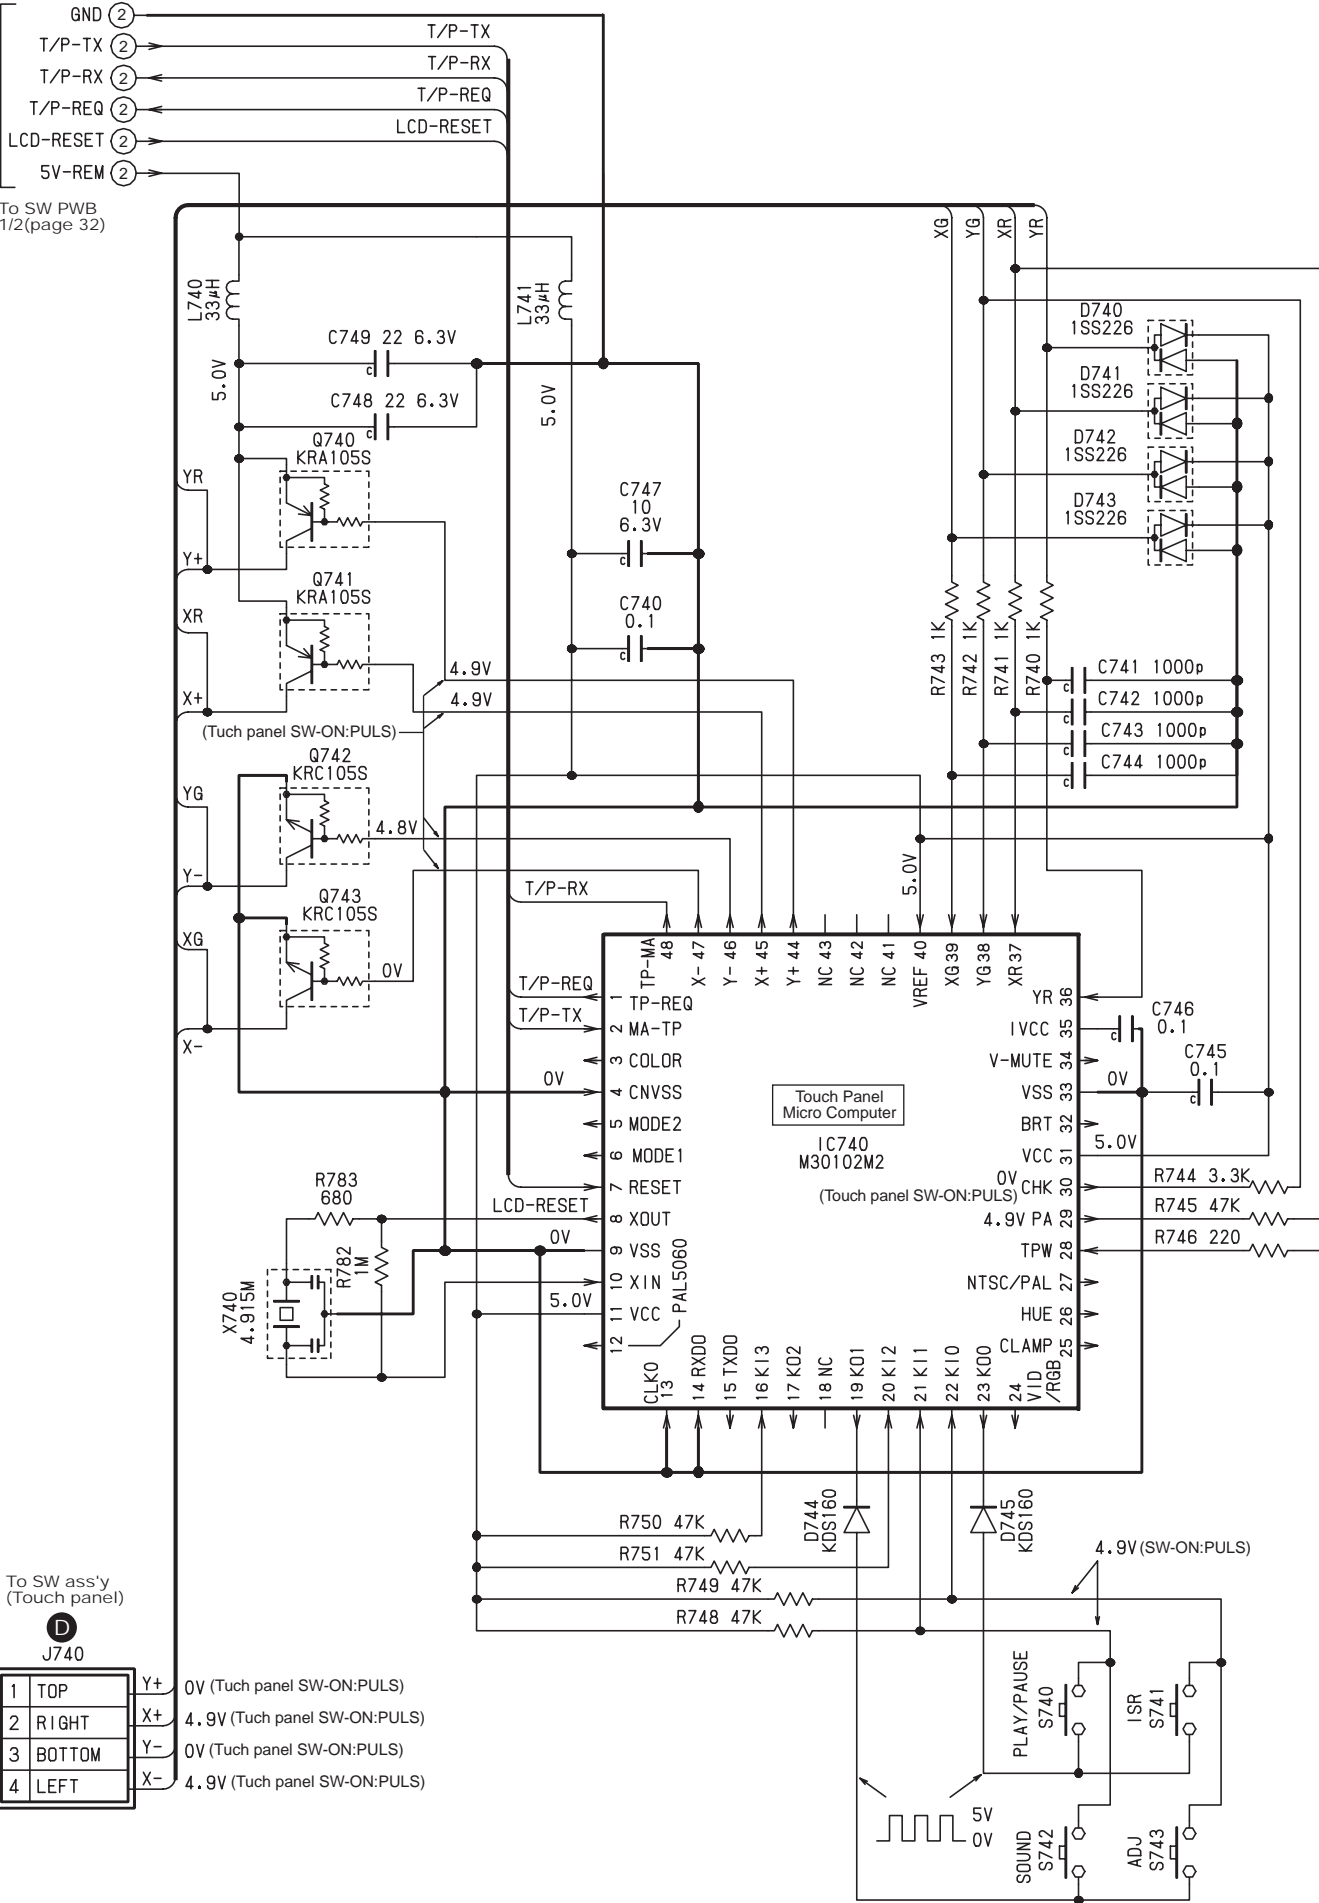 GND 2
T/P-TX 2
T/P-RX 2
T/P-REQ 2
LCD-RESET 2
5V-REM 2
T/P-TX
T/P-RX
T/P-REQ
LCD-RESET
To SW PWB
1/2(page 32)
XG
YG
XR
YR
L740
33µH
L741
33µH
C749 22 6.3V
c
5.0V
C748 22 6.3V
c
5.0V
D740
1SS226
D741
1SS226
D742
1SS226
D743
1SS226
Q740
KRA105S
YR
Y+
C747
10
6.3V
c
Q741
KRA105S
XR
X+
C740
0.1
c
R743 1K
R742 1K
R741 1K
R740 1K
4.9V
4.9V
(Tuch panel SW-ON:PULS)
C741 1000p
c
C742 1000p
c
C743 1000p
c
C744 1000p
c
Q742
KRC105S
YG
Y-
4.8V
Q743
KRC105S
XG
X-
0V
5.0V
T/P-RX
T/P-REQ
T/P-TX
TP-MA
48
X- 47
Y- 46
X+ 45
Y+ 44
NC 43
NC 42
NC 41
VREF 40
XG39
YG38
XR37
1 TP-REQ
2 MA-TP
3 COLOR
0V
4 CNVSS
5 MODE2
6 MODE1
7 RESET
LCD-RESET
8 XOUT
0V
9 VSS
10 XIN
5.0V
11 VCC
12
PAL5060
YR 36
IVCC 35
V-MUTE 34
VSS 33
0V
BRT 32
VCC 31
5.0V
0V
CHK 30
(Touch panel SW-ON:PULS)
4.9V PA 29
TPW 28
NTSC/PAL 27
HUE 26
CLAMP 25
C746
0.1
c
C745
0.1
c
Touch Panel
Micro Computer
IC740
M30102M2
R744 3.3K
R745 47K
R746 220
R783
680
R782
1M
X740
4.915M
CLK0
13
14 RXD0
15 TXD0
16 KI3
17 KO2
18 NC
19 KO1
20 KI2
21 KI1
22 KI0
23 KO0
24
VID
/RGB
D744
KDS160
D745
KDS160
R750 47K
R751 47K
R749 47K
R748 47K
4.9V(SW-ON:PULS)
To SW ass'y
(Touch panel)
D
J740
1 TOP Y+ 0V (Tuch panel SW-ON:PULS)
2 RIGHT X+ 4.9V (Tuch panel SW-ON:PULS)
3 BOTTOM Y- 0V (Tuch panel SW-ON:PULS)
4 LEFT X- 4.9V (Tuch panel SW-ON:PULS)
PLAY/PAUSE
S740
ISR
S741
5V
0V
SOUND
S742
ADJ
S743